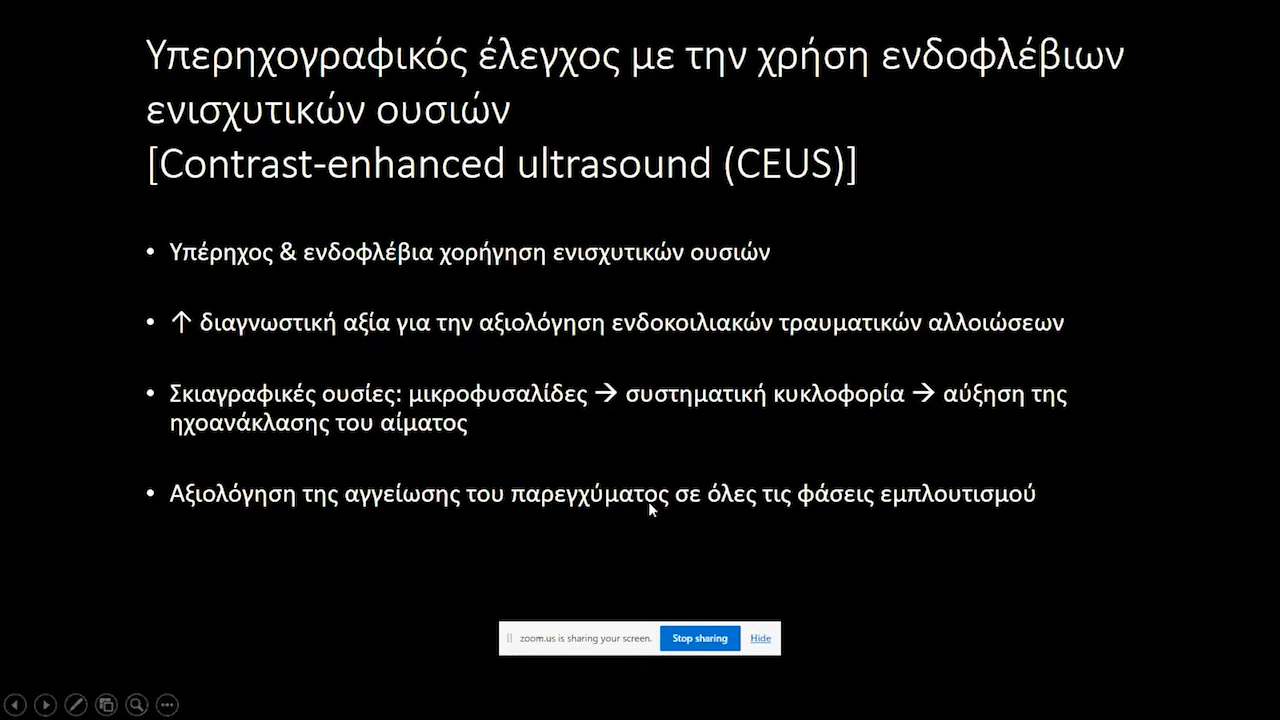 Υπερηχογραφικός έλεγχος με την χρήση ενδοφλέβιων
ενισχυτικών ουσιών
[Contrast-enhanced ultrasound (CEUS)]
• Υπέρηχος & ενδοφλέβια χορήγηση ενισχυτικών ουσιών
• ↑ διαγνωστική αξία για την αξιολόγηση ενδοκοιλιακών τραυματικών αλλοιώσεων
• Σκιαγραφικές ουσίες: μικροφυσαλίδες → συστηματική κυκλοφορία → αύξηση της
ηχοανάκλασης του αίματος
• Αξιολόγηση της αγγείωσης του παρεγχύματος σε όλες τις φάσεις εμπλουτισμού
zoom.us is sharing your screen. Stop sharing Hide